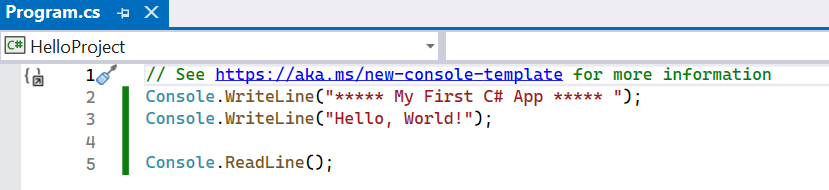 Program.cs
C# HelloProject
1 // See https://aka.ms/new-console-template for more information
2 Console.WriteLine("***** My First C# App ***** ");
3 Console.WriteLine("Hello, World!");
4
5 Console.ReadLine();